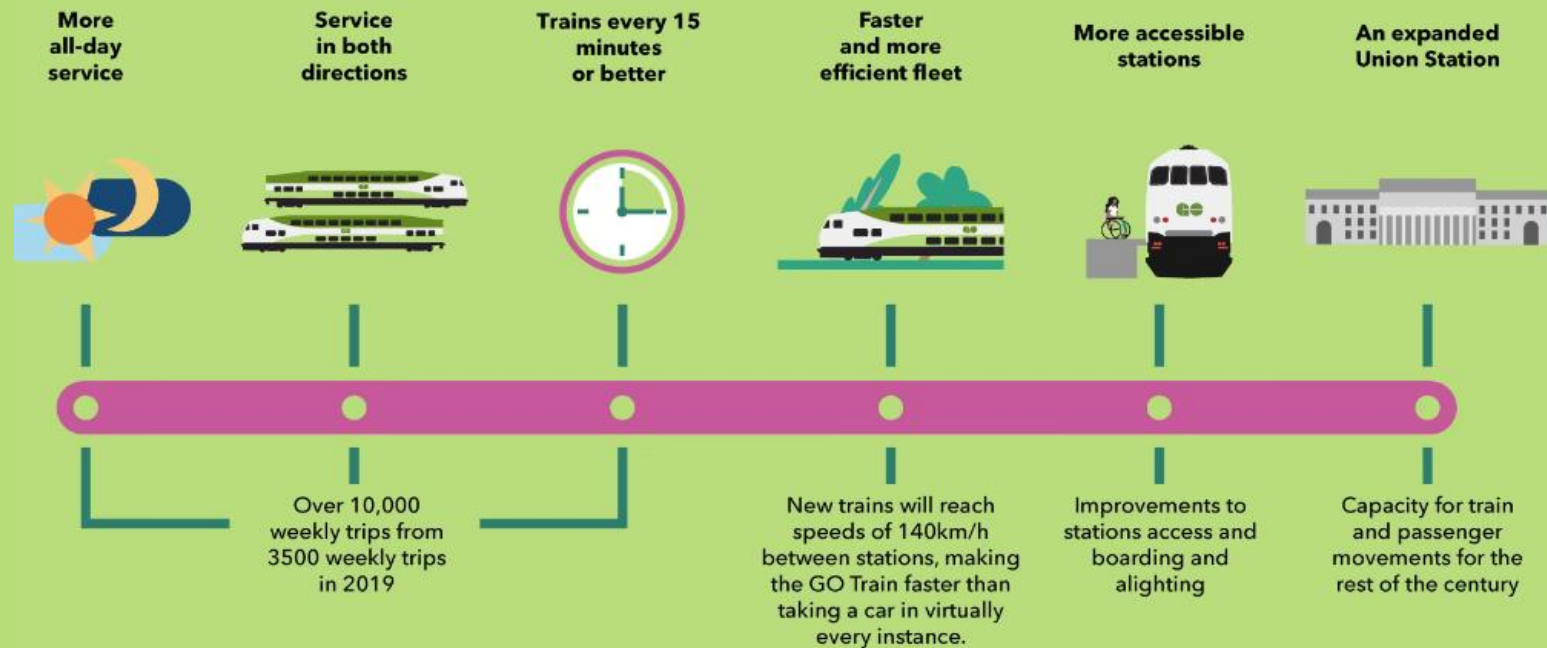 More
all-day
service
Service
in both
directions
Trains every 15
minutes
or better
Faster
and more
efficient fleet
More accessible
stations
An expanded
Union Station
GO
GO
GO
GO
Over 10,000
weekly trips from
3500 weekly trips
in 2019
New trains will reach
speeds of 140km/h
between stations, making
the GO Train faster than
taking a car in virtually
every instance.
Improvements to
stations access and
boarding and
alighting
Capacity for train
and passenger
movements for the
rest of the century